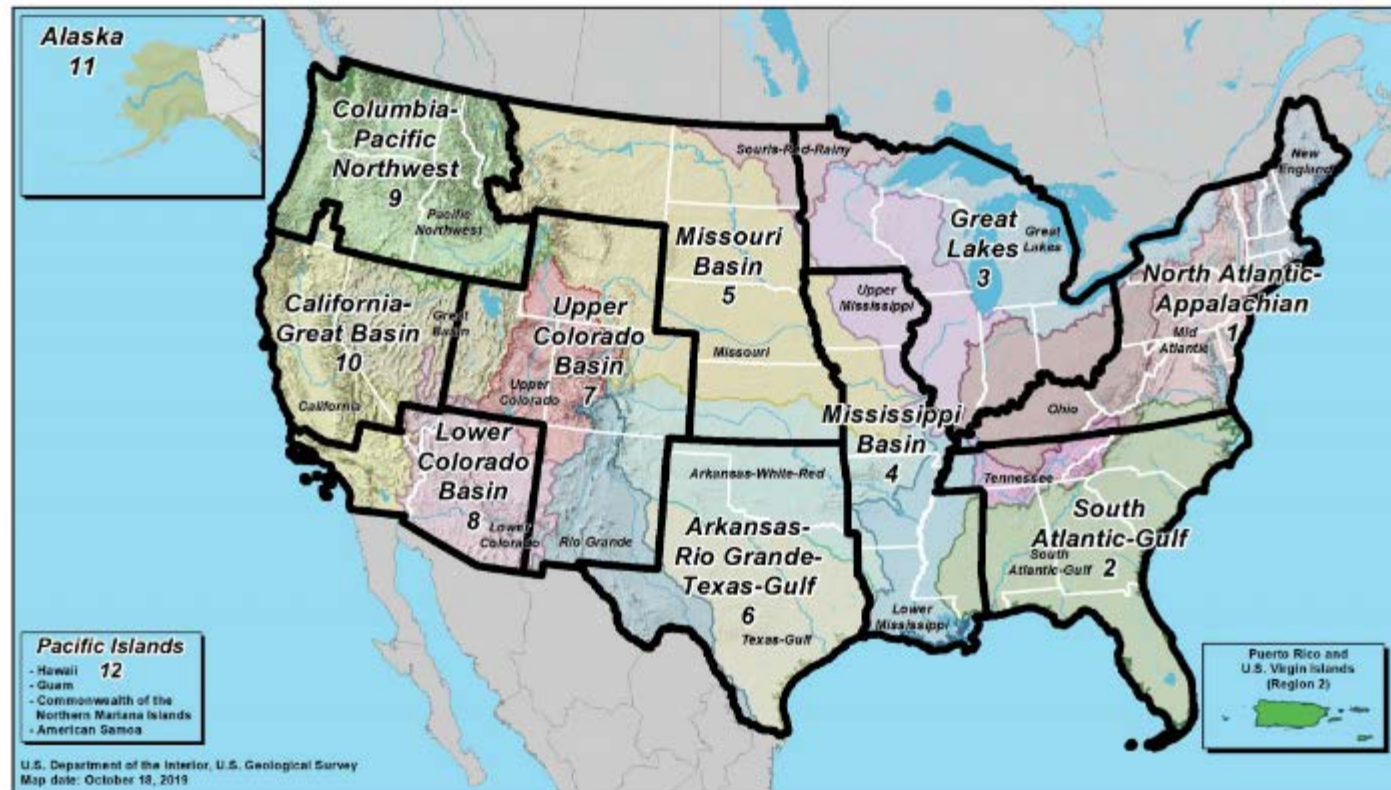 Alaska
11
Columbia-
Pacific
Northwest
9
Pacific
Northwest
Souris-Red-Rainy
New
England
Great
Lakes
3
Great
Lakes
Missouri
Basin
5
Missouri
North Atlantic-
Appalachian
1
Mid
Atlantic
Upper
Mississippi
California-
Great Basin
10
Great
Basin
California
Upper
Colorado
Basin
7
Upper
Colorado
Mississippi
Basin
4
Ohio
Lower
Colorado
Basin
8
Lower
Colorado
Rio Grande
Arkansas-White-Red
Arkansas-
Rio Grande-
Texas-Gulf
6
Texas-Gulf
Tennessee
South
Atlantic-Gulf
2
South
Atlantic-Gulf
Lower
Mississippi
Pacific Islands
12
- Hawaii
- Guam
- Commonwealth of the
Northern Mariana Islands
- American Samoa
Puerto Rico and
U.S. Virgin Islands
(Region 2)
U.S. Department of the Interior, U.S. Geological Survey
Map date: October 18, 2019